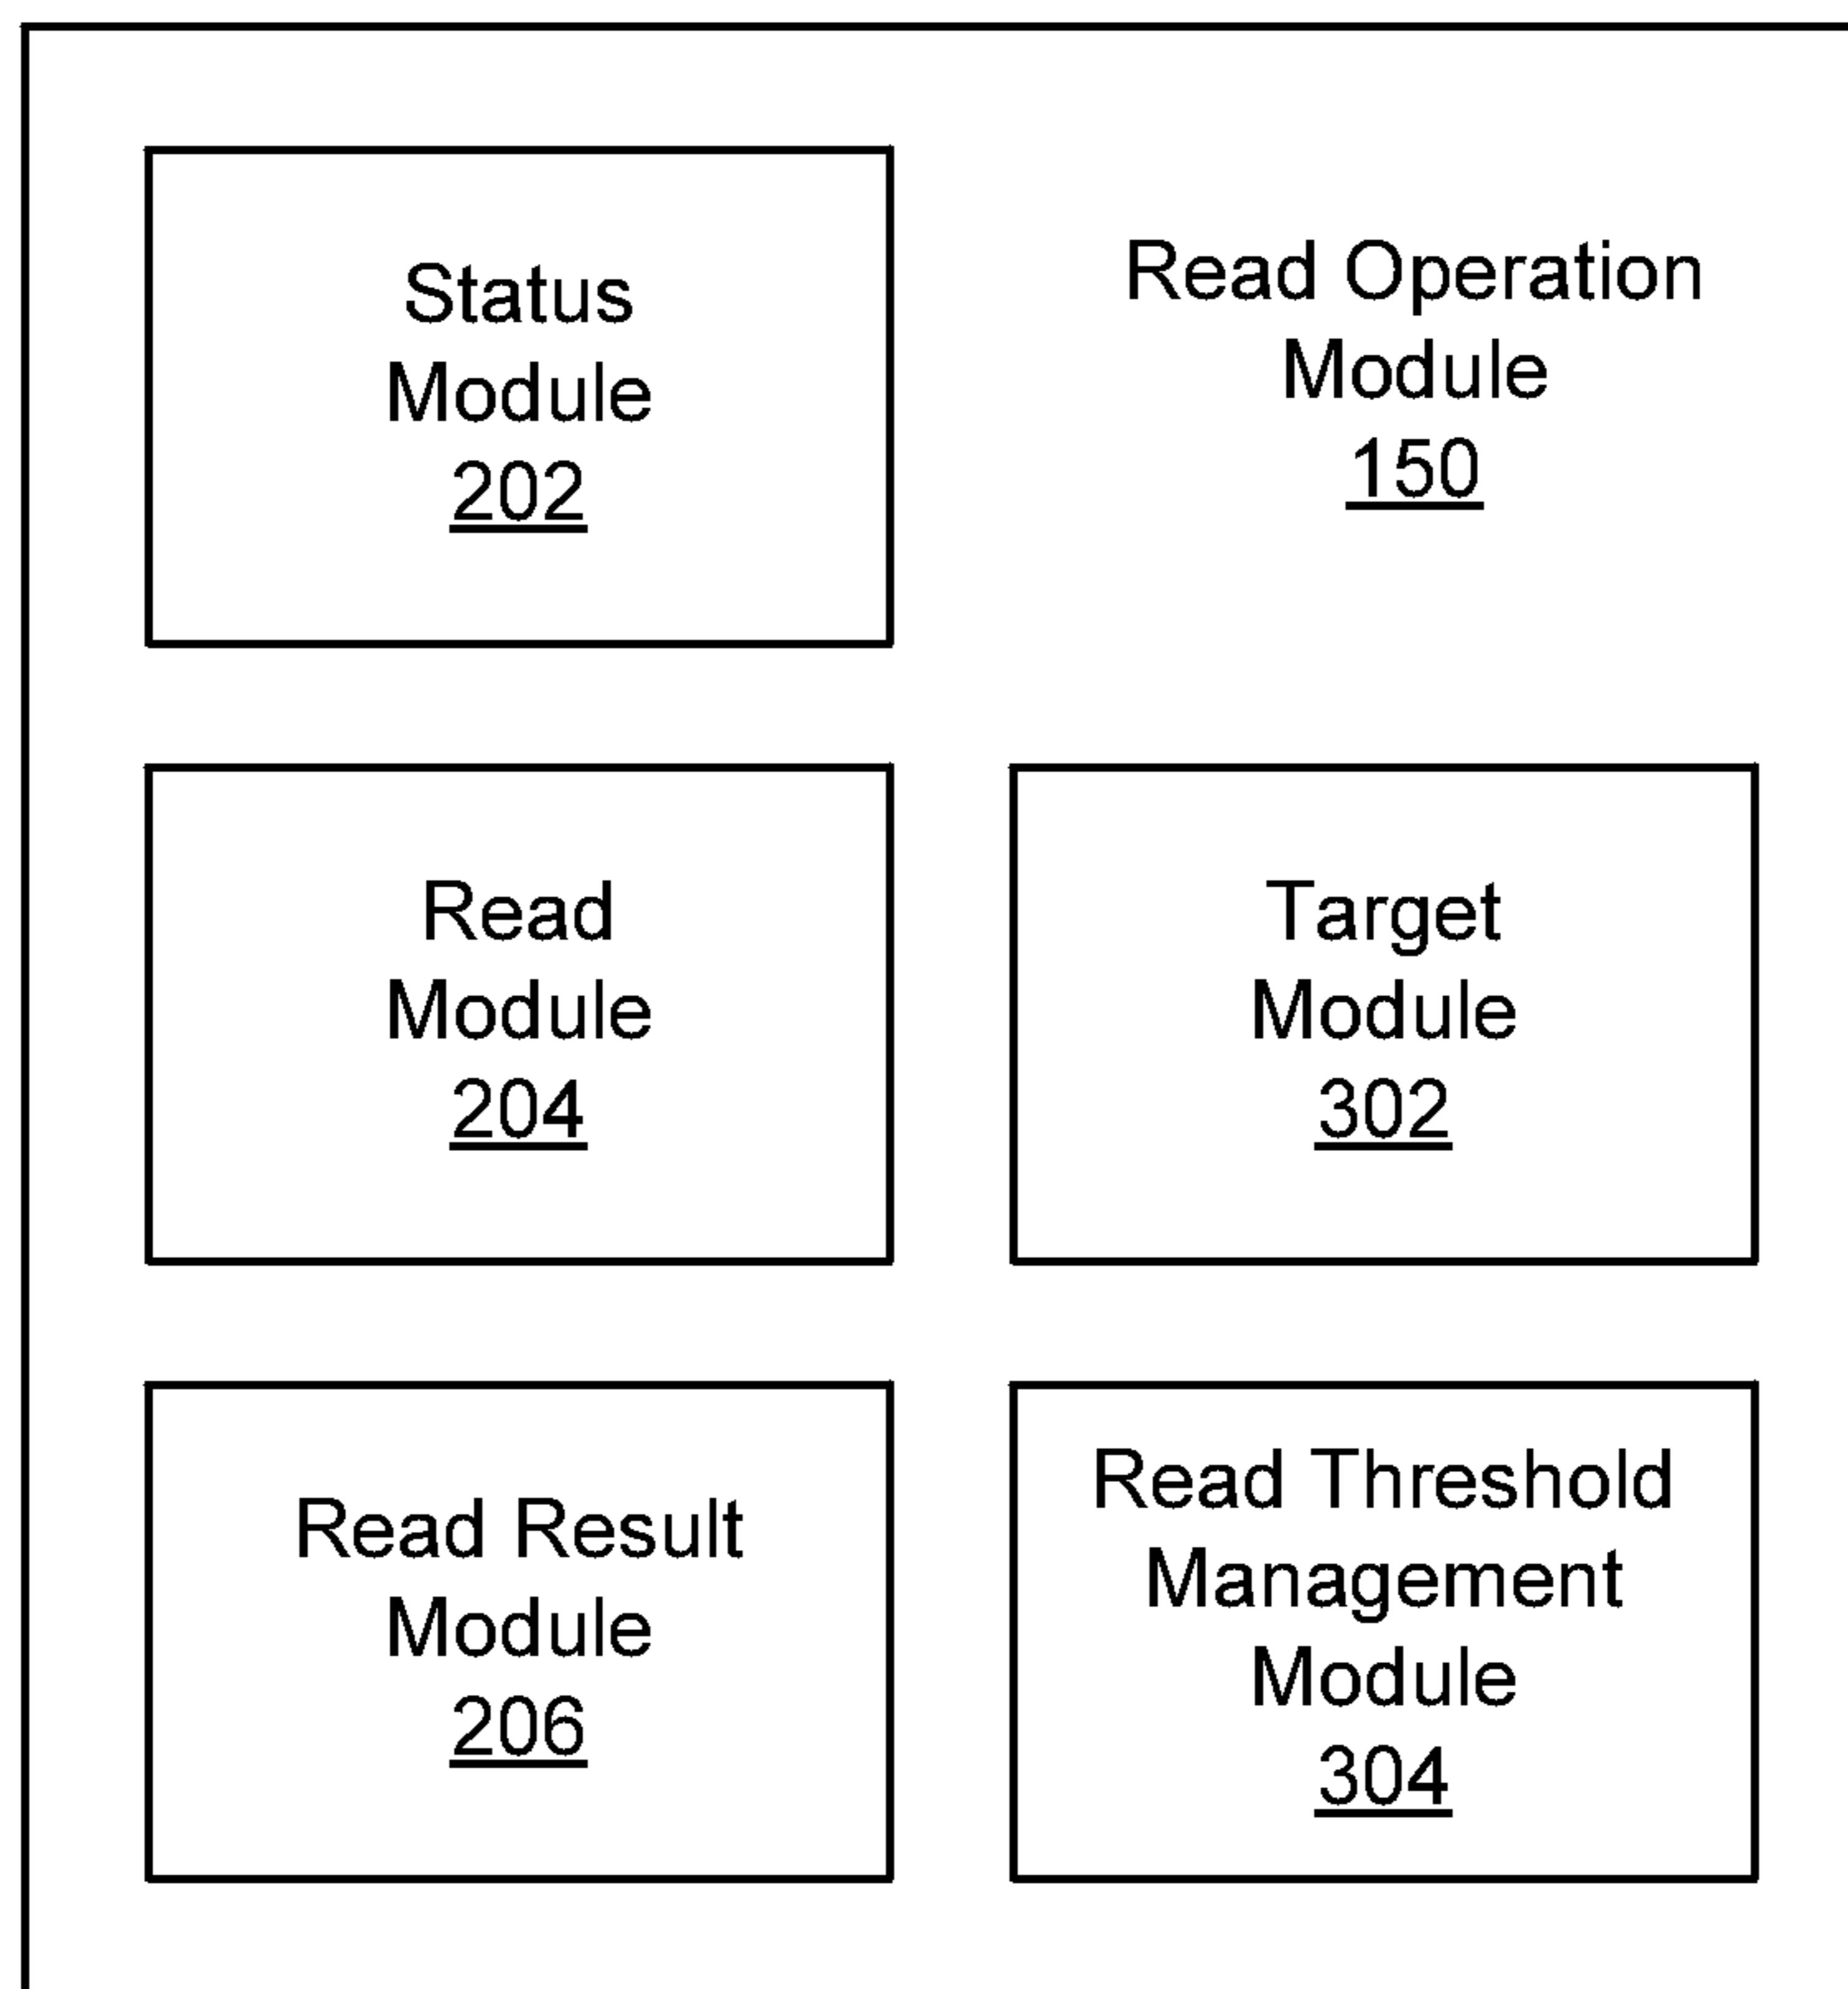 Status
Module
202
Read Operation
Module
150
Read
Module
204
Target
Module
302
Read Result
Module
206
Read Threshold
Management
Module
304